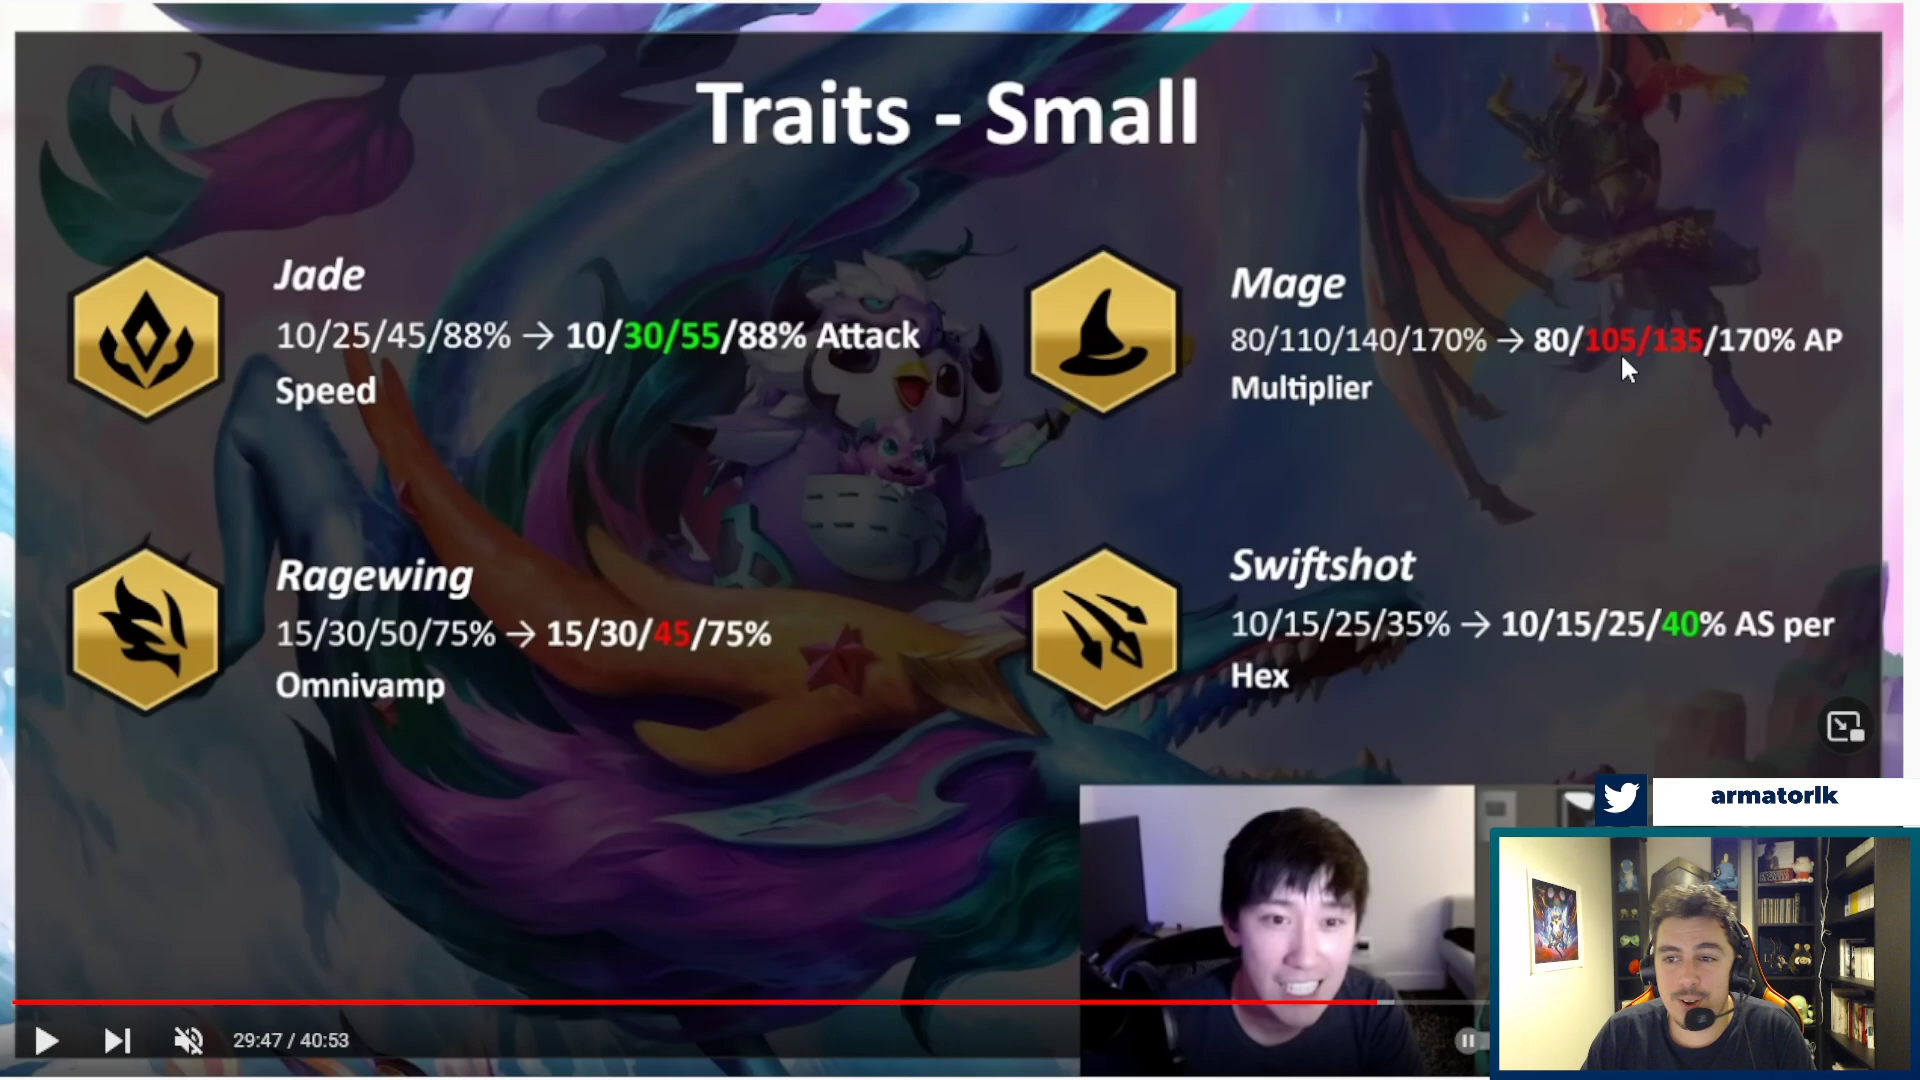 Traits - Small
Jade
10/25/45/88% → 10/30/55/88% Attack
Speed
Mage
80/110/140/170% → 80/105/135/170% AP
Multiplier
Ragewing
15/30/50/75% → 15/30/45/75%
Omnivamp
Swiftshot
10/15/25/35% → 10/15/25/40% AS per
Hex
armatorlk
29:47 / 40:53